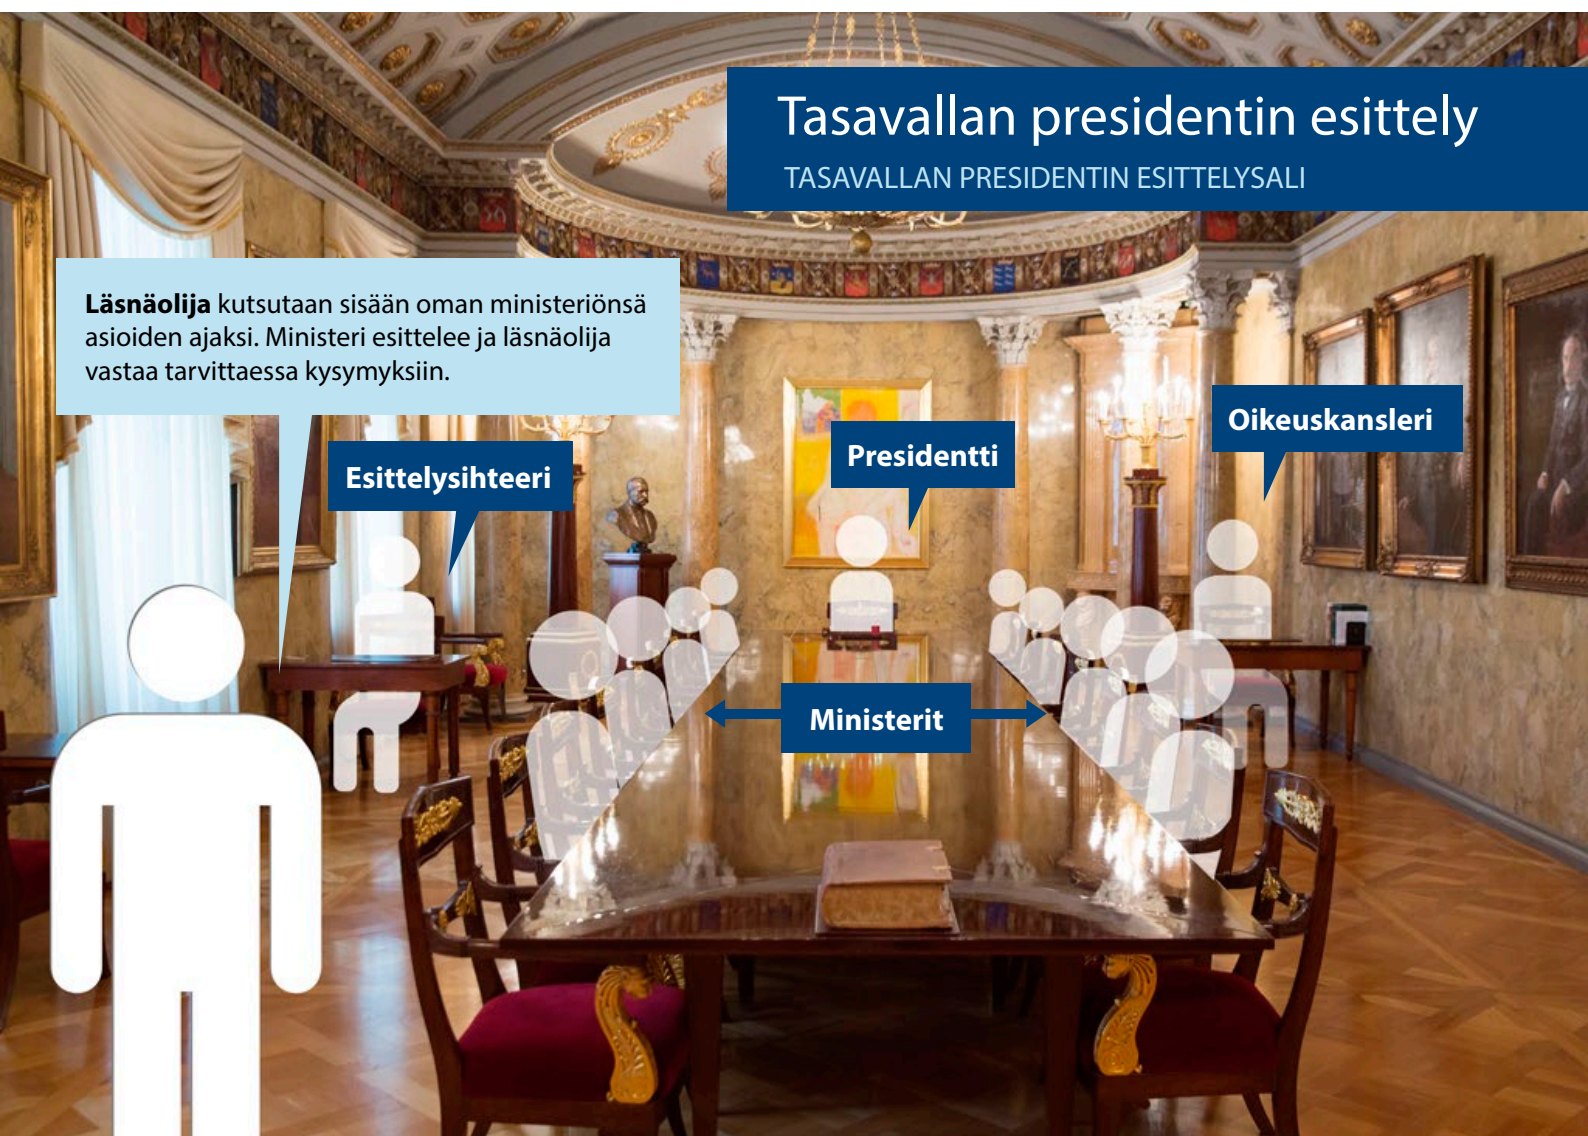 Tasavallan presidentin esittely
TASAVALLAN PRESIDENTIN ESITTELYSALI
Läsnäolija kutsutaan sisään oman ministeriönsä
asioiden ajaksi. Ministeri esittelee ja läsnäolija
vastaa tarvittaessa kysymyksiin.
Esittelysihteeri
Presidentti
Oikeuskansleri
Ministerit